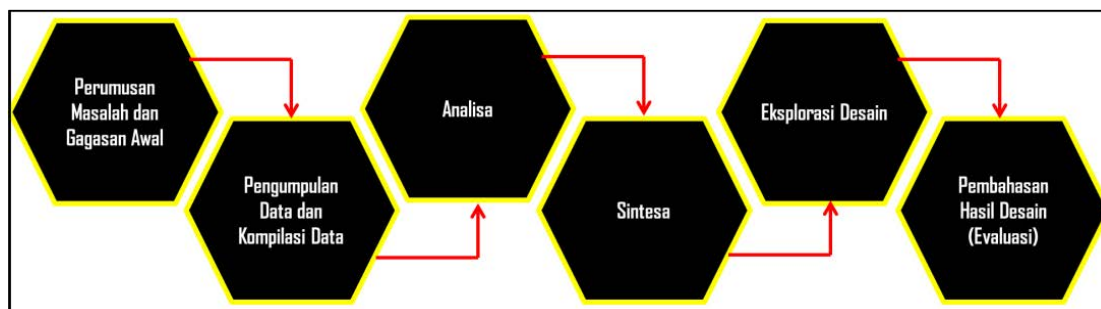 Perumusan
Masalah dan
Gagasan Awal
Pengumpulan
Data dan
Kompilasi Data
Analisa
Sintesa
Eksplorasi Desain
Pembahasan
Hasil Desain
(Evaluasi)